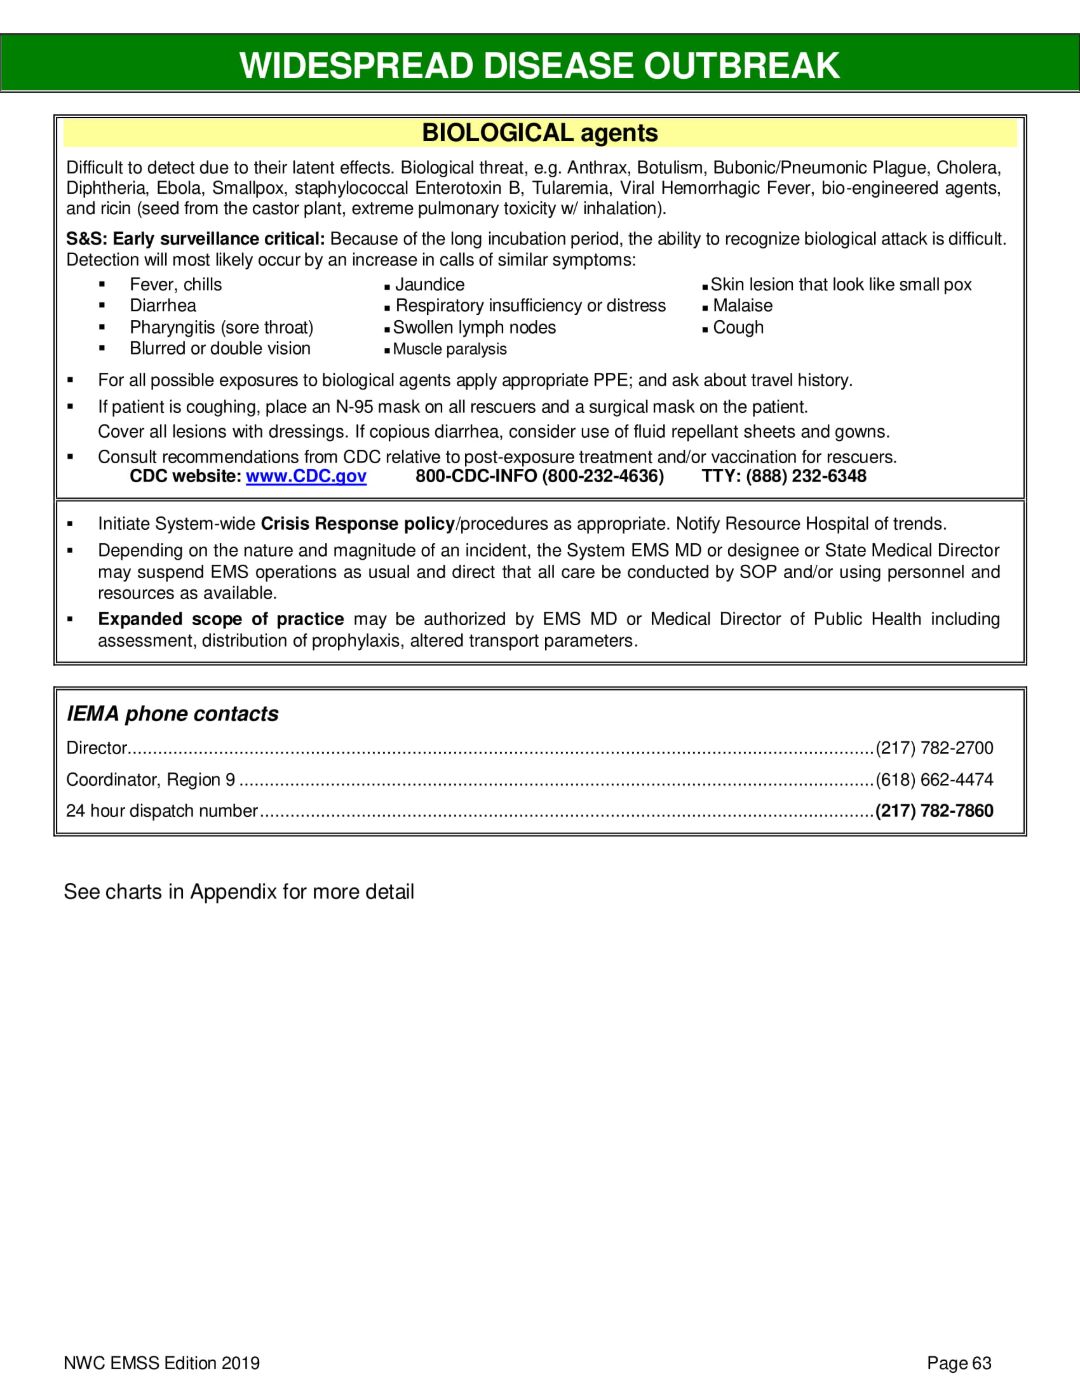 WIDESPREAD DISEASE OUTBREAK
BIOLOGICAL agents
Difficult to detect due to their latent effects. Biological threat, e.g. Anthrax, Botulism, Bubonic/Pneumonic Plague, Cholera,
Diphtheria, Ebola, Smallpox, staphylococcal Enterotoxin B, Tularemia, Viral Hemorrhagic Fever, bio-engineered agents,
and ricin (seed from the castor plant, extreme pulmonary toxicity w/ inhalation).
S&S: Early surveillance critical: Because of the long incubation period, the ability to recognize biological attack is difficult.
Detection will most likely occur by an increase in calls of similar symptoms:
▪ Fever, chills ▪ Jaundice ▪ Skin lesion that look like small pox
▪ Diarrhea ▪ Respiratory insufficiency or distress ▪ Malaise
▪ Pharyngitis (sore throat) ▪ Swollen lymph nodes ▪ Cough
▪ Blurred or double vision ▪ Muscle paralysis
▪ For all possible exposures to biological agents apply appropriate PPE; and ask about travel history.
▪ If patient is coughing, place an N-95 mask on all rescuers and a surgical mask on the patient.
Cover all lesions with dressings. If copious diarrhea, consider use of fluid repellant sheets and gowns.
▪ Consult recommendations from CDC relative to post-exposure treatment and/or vaccination for rescuers.
CDC website: www.CDC.gov 800-CDC-INFO (800-232-4636) TTY: (888) 232-6348
▪ Initiate System-wide Crisis Response policy/procedures as appropriate. Notify Resource Hospital of trends.
▪ Depending on the nature and magnitude of an incident, the System EMS MD or designee or State Medical Director
may suspend EMS operations as usual and direct that all care be conducted by SOP and/or using personnel and
resources as available.
▪ Expanded scope of practice may be authorized by EMS MD or Medical Director of Public Health including
assessment, distribution of prophylaxis, altered transport parameters.
IEMA phone contacts
Director....................(217) 782-2700
Coordinator, Region 9 ....................(618) 662-4474
24 hour dispatch number....................(217) 782-7860
See charts in Appendix for more detail
NWC EMSS Edition 2019 Page 63